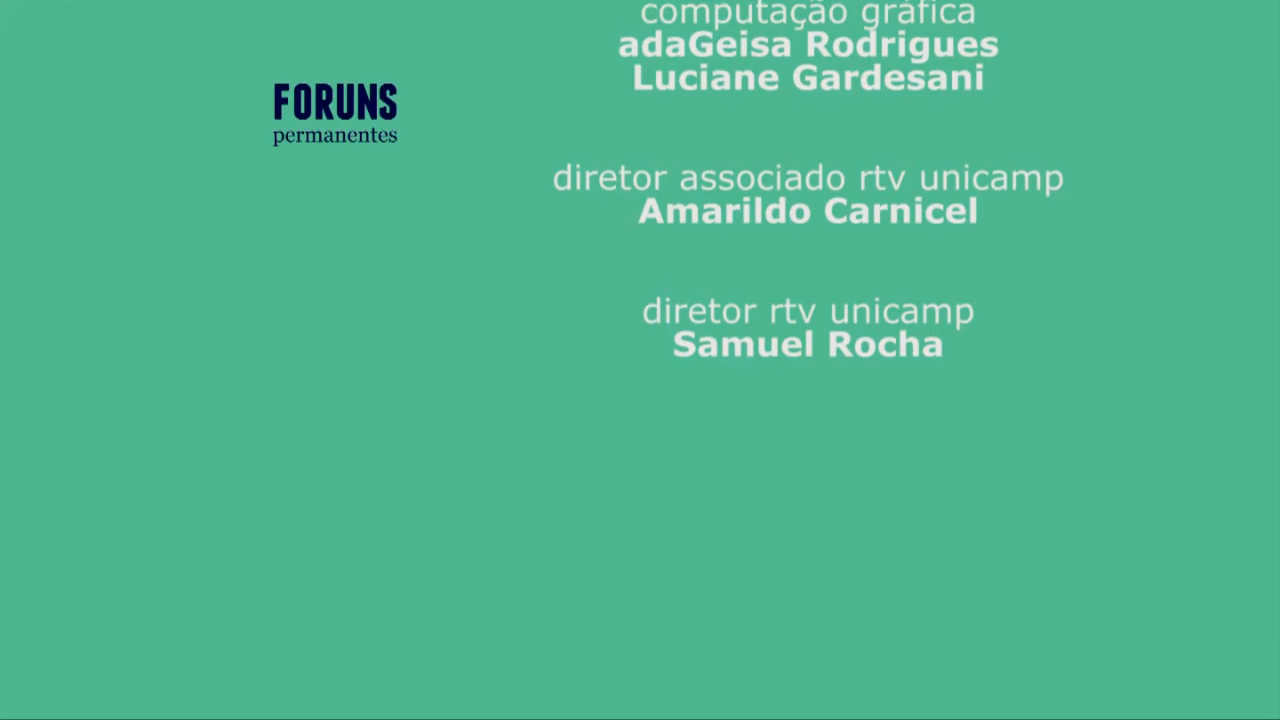 FORUNS
permanentes
computação gráfica
adaGeisa Rodrigues
Luciane Gardesani
diretor associado rtv unicamp
Amarildo Carnicel
diretor rtv unicamp
Samuel Rocha